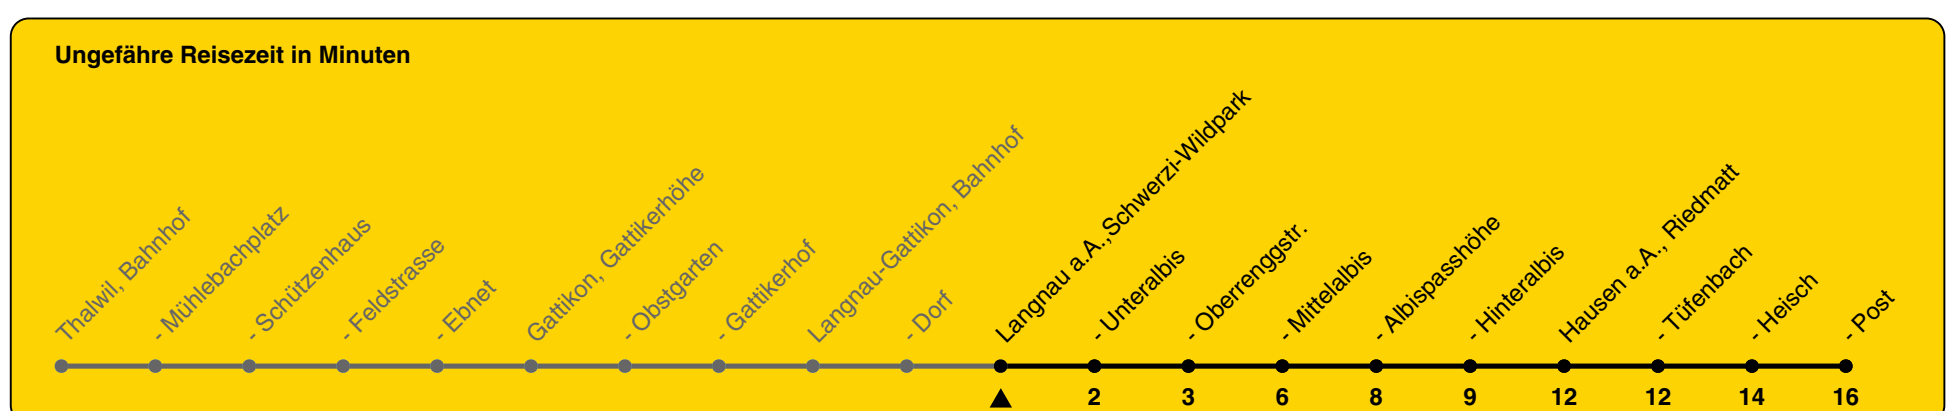 Ungefähre Reisezeit in Minuten
Thalwil, Bahnhof
- Mühlebachplatz
- Schützenhaus
- Feldstrasse
- Ebnet
Gattikon, Gattikerhöhe
- Obstgarten
- Gattikerhof
Langnau-Gattikon, Bahnhof
- Dorf
Langnau a.A.,Schwerzi-Wildpark
- Unteralbis
- Oberrenggstr.
- Mittelalbis
- Albispasshöhe
- Hinteralbis
Hausen a.A., Riedmatt
- Tüfenbach
- Heisch
- Post
2 3 6 8 9 12 12 14 16